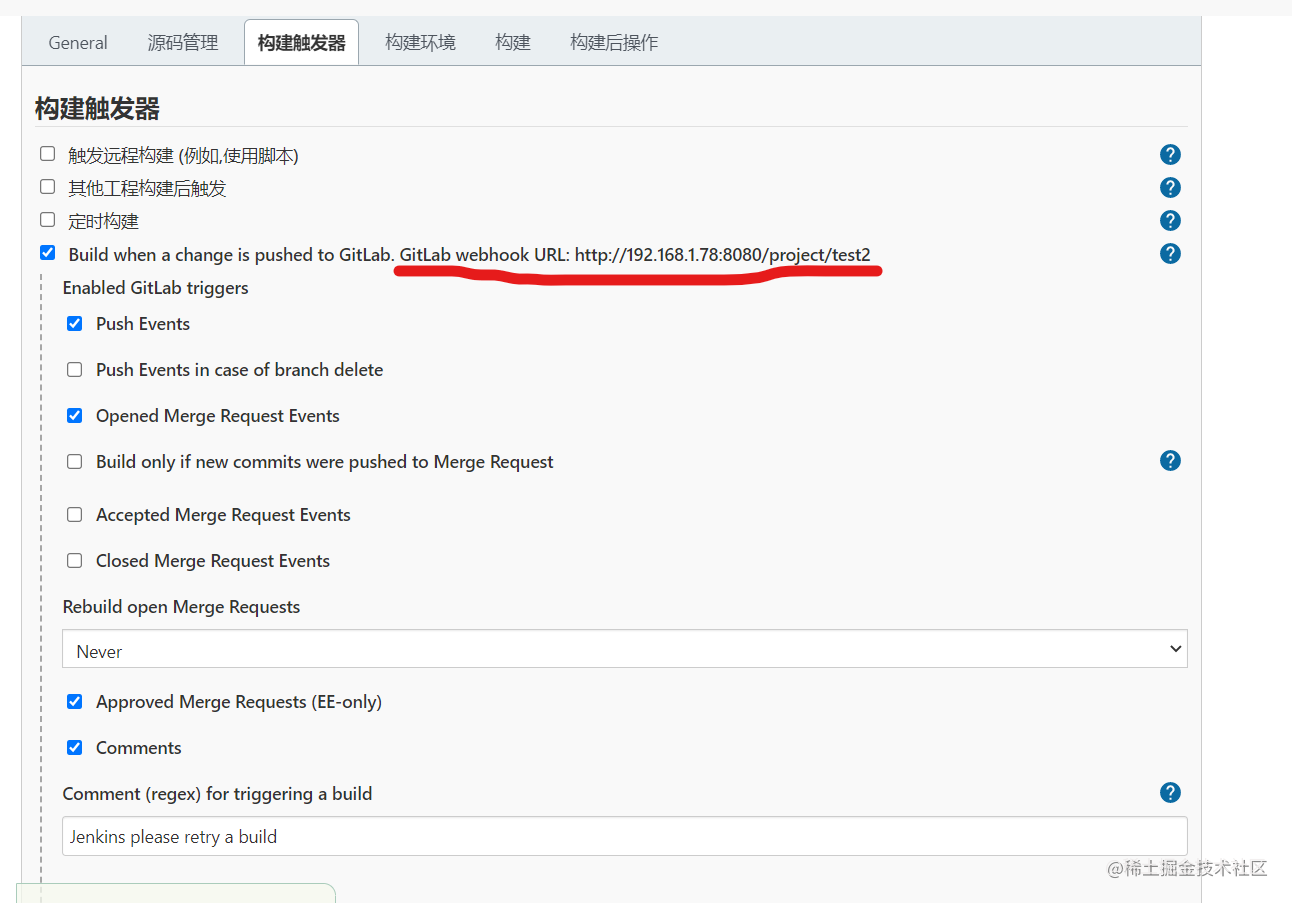 General 源码管理 构建触发器 构建环境 构建 构建后操作
构建触发器
触发远程构建 (例如,使用脚本)
其他工程构建后触发
定时构建
Build when a change is pushed to GitLab. GitLab webhook URL: http://192.168.1.78:8080/project/test2
Enabled GitLab triggers
Push Events
Push Events in case of branch delete
Opened Merge Request Events
Build only if new commits were pushed to Merge Request
Accepted Merge Request Events
Closed Merge Request Events
Rebuild open Merge Requests
Never
Approved Merge Requests (EE-only)
Comments
Comment (regex) for triggering a build
Jenkins please retry a build
@稀土掘金技术社区